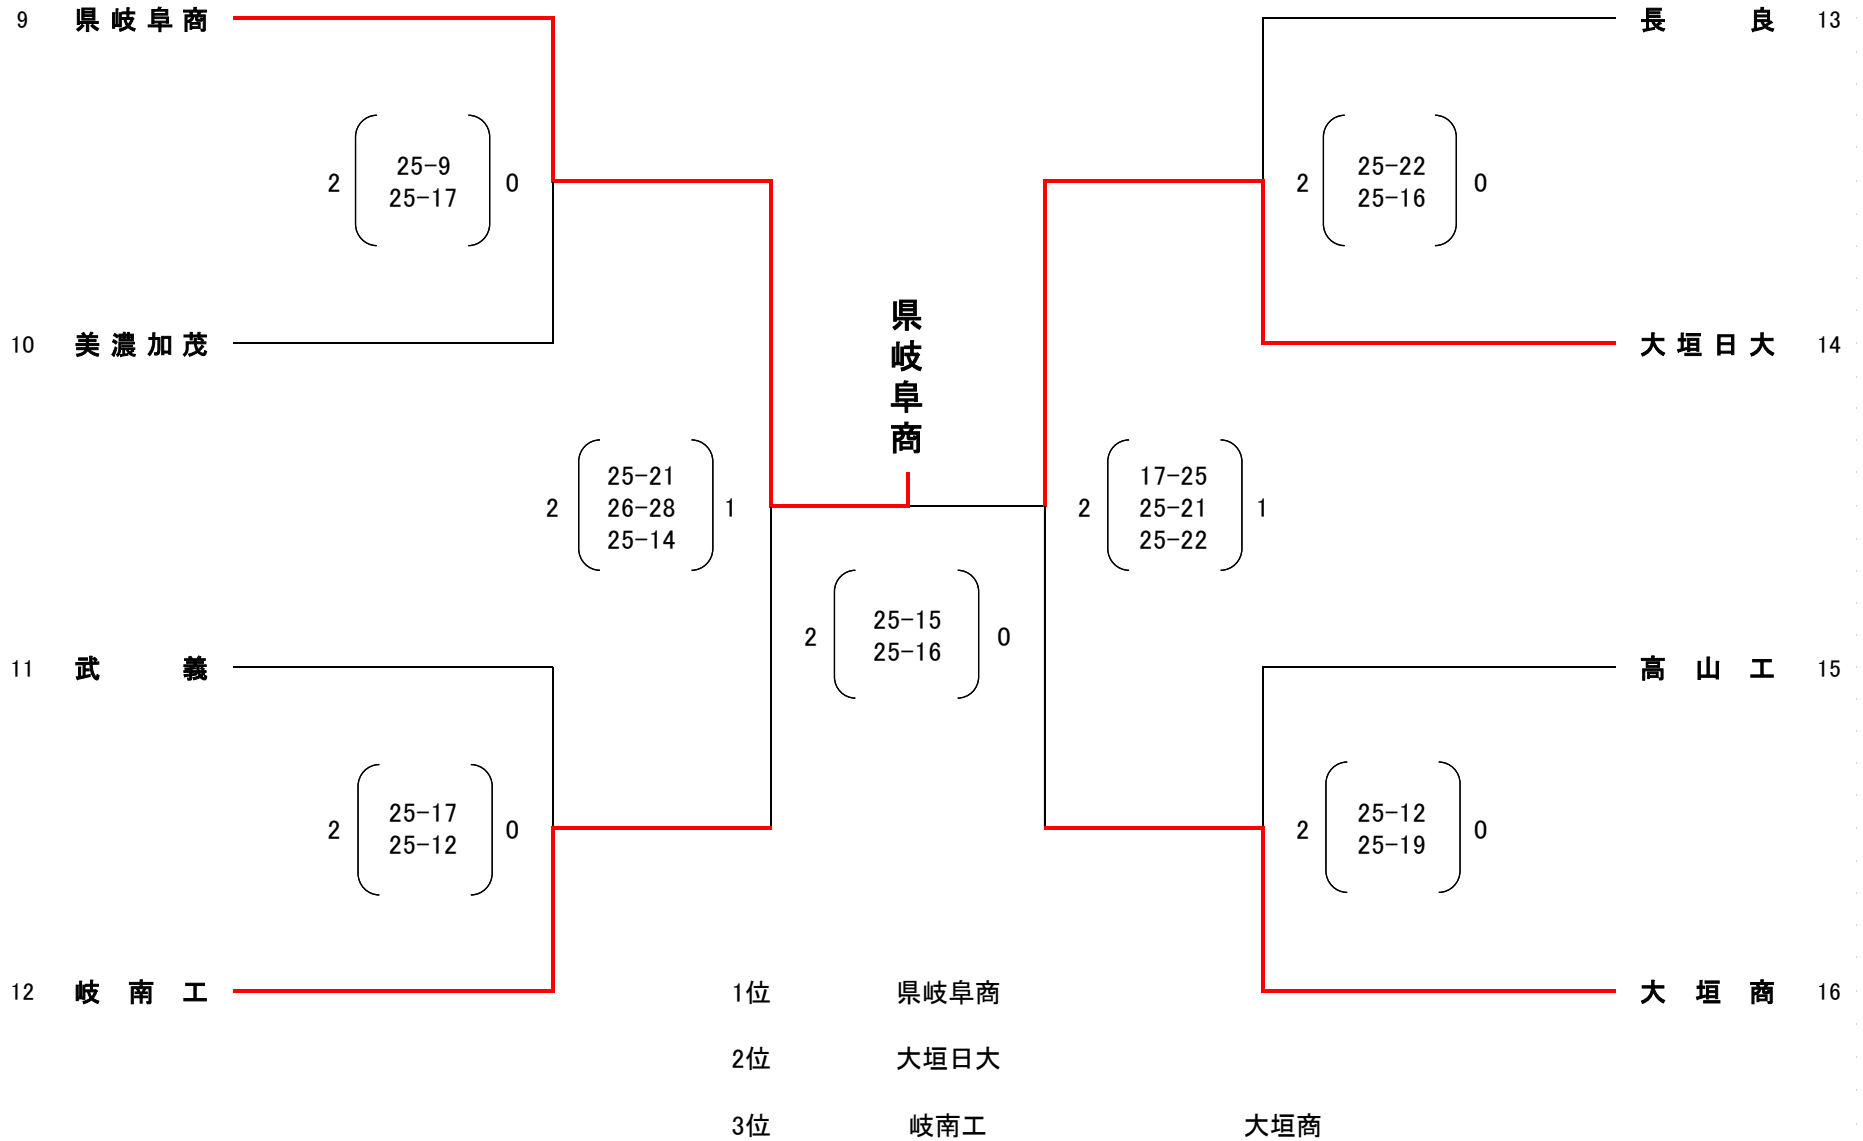 9 県岐阜商
長良 13
2 25-9 0
25-17
2 25-22 0
25-16
10 美濃加茂
県岐阜商
大垣日大 14
2 25-21 1
26-28
25-14
2 17-25 1
25-21
25-22
2 25-15 0
25-16
11 武義
高山工 15
2 25-17 0
25-12
2 25-12 0
25-19
12 岐南工
大垣商 16
1位 県岐阜商
2位 大垣日大
3位 岐南工 大垣商